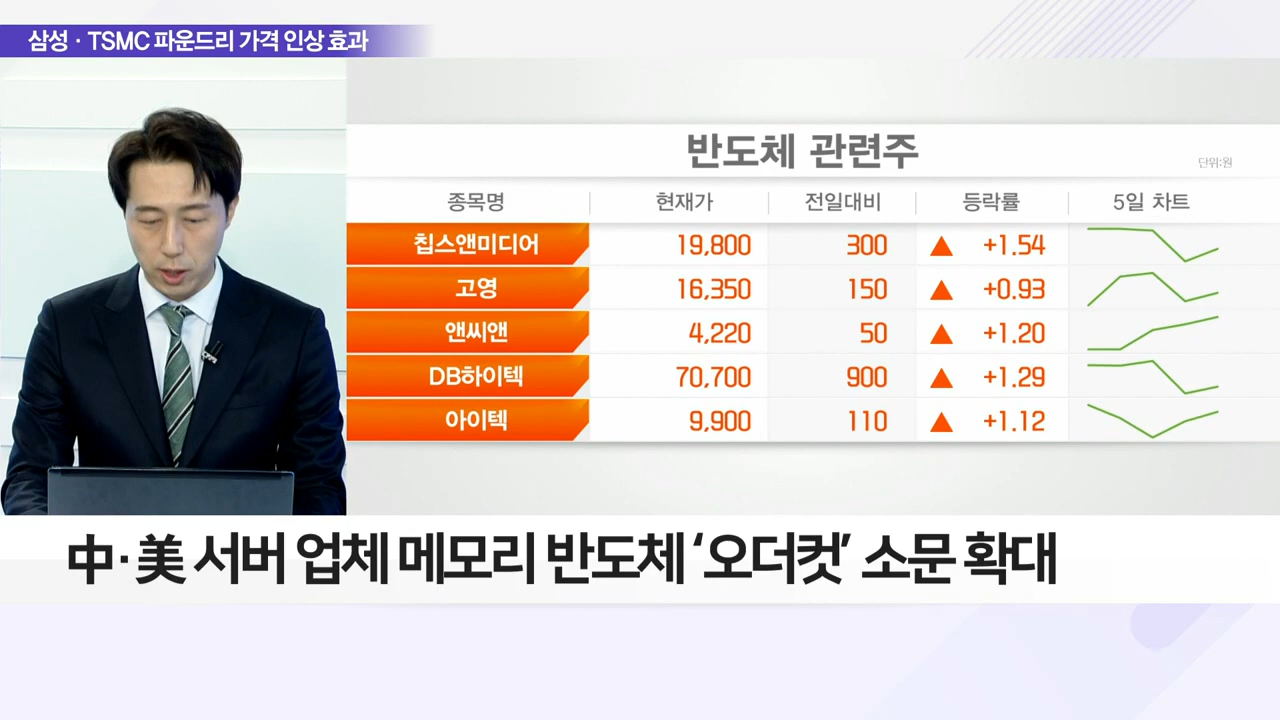 삼성 · TSMC 파운드리 가격 인상 효과
반도체 관련주
단위:원
종목명 현재가 전일대비 등락률 5일 차트
칩스앤미디어 19,800 300 ▲ +1.54
고영 16,350 150 ▲ +0.93
앤씨앤 4,220 50 ▲ +1.20
DB하이텍 70,700 900 ▲ +1.29
아이텍 9,900 110 ▲ +1.12
中·美 서버 업체 메모리 반도체 ‘오더컷’ 소문 확대